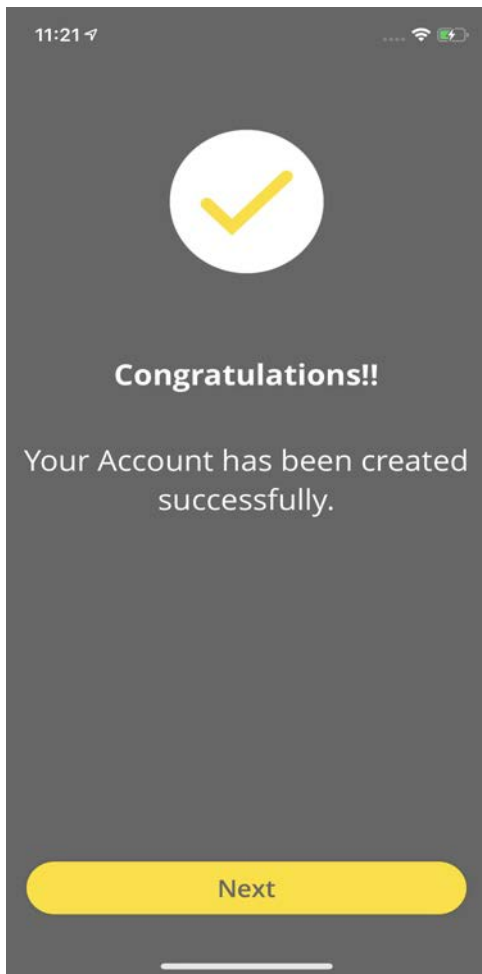 11:21
Congratulations!!
Your Account has been created
successfully.
Next